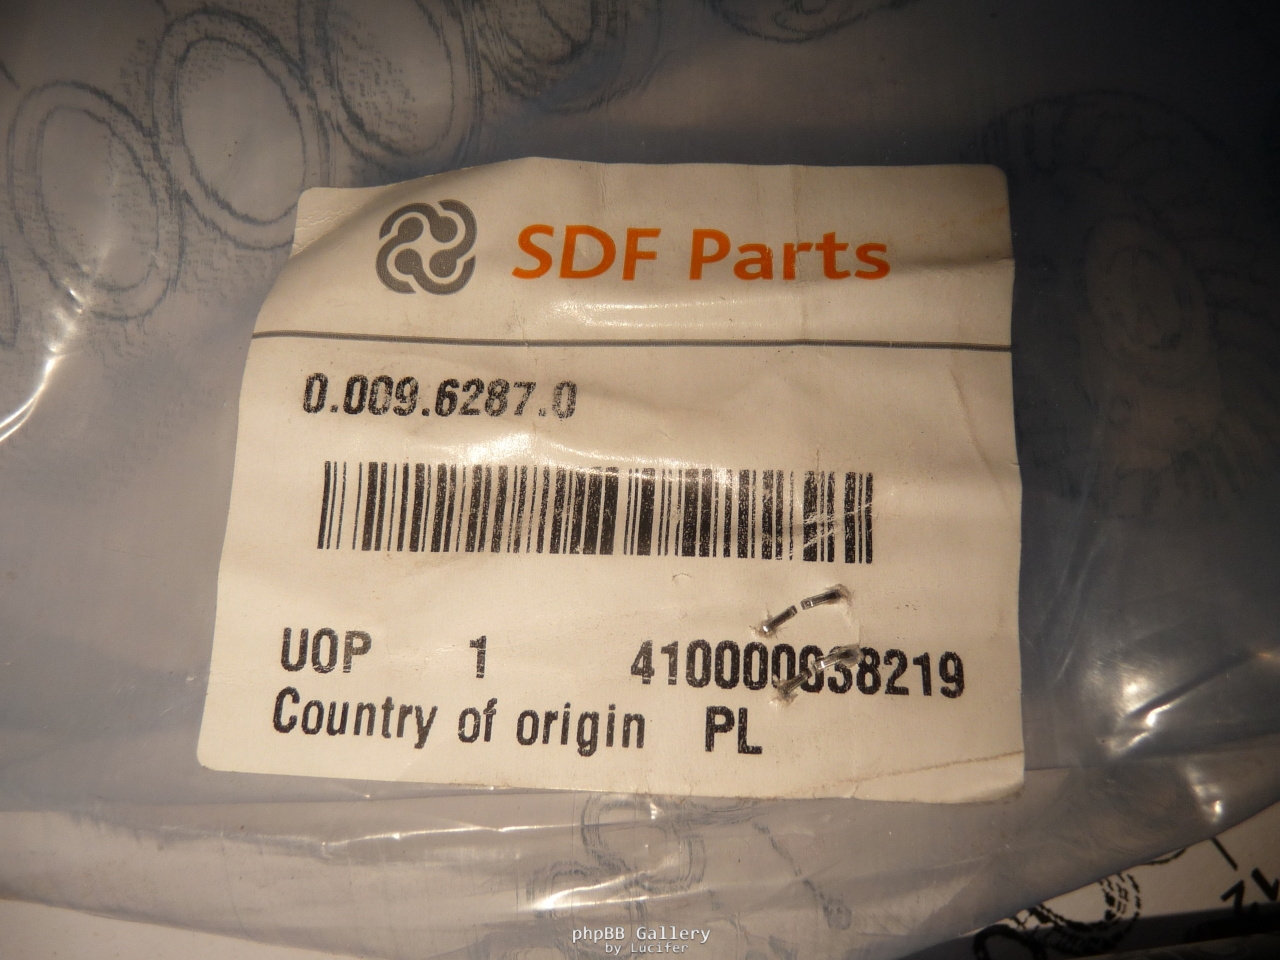 SDF Parts
0.009.6287.0
UOP 1 410000038219
Country of origin PL
phpBB Gallery
by Lucifer